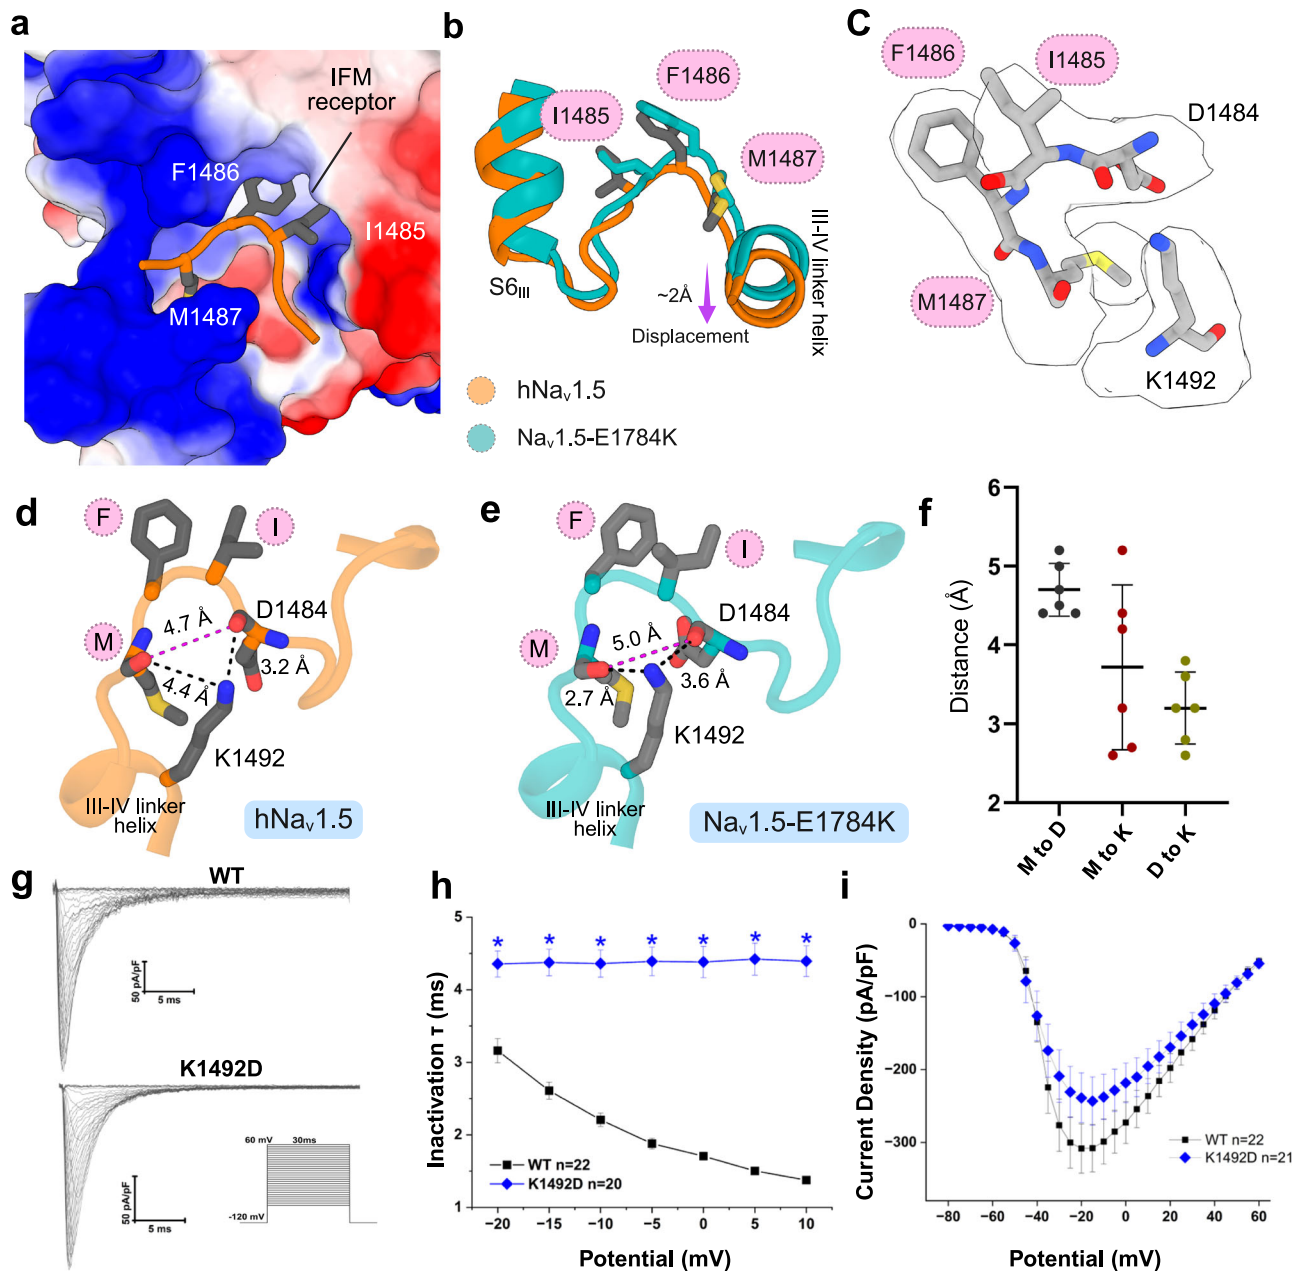 a
IFM
receptor
F1486
I1485
M1487
b
F1486
I1485
M1487
S6III
~2Å
Displacement
III-IV linker helix
hNav1.5
Nav1.5-E1784K
C
F1486
I1485
D1484
M1487
K1492
d
F
I
D1484
4.7 Å
M
3.2 Å
4.4 Å
K1492
III-IV linker
helix
hNav1.5
e
F
I
D1484
5.0 Å
M
3.6 Å
2.7 Å
K1492
III-IV linker
helix
Nav1.5-E1784K
f
Distance (Å)
6
5
4
3
2
M to D
M to K
D to K
g
WT
50 pA/pF
5 ms
K1492D
50 pA/pF
5 ms
60 mV
30ms
-120 mV
h
Inactivation τ (ms)
5
4
3
2
1
* * * * * * *
WT n=22
K1492D n=20
−20 −15 −10 −5 0 5 10
Potential (mV)
i
Current Density (pA/pF)
0
−100
−200
−300
WT n=22
K1492D n=21
−80 −60 −40 −20 0 20 40 60
Potential (mV)